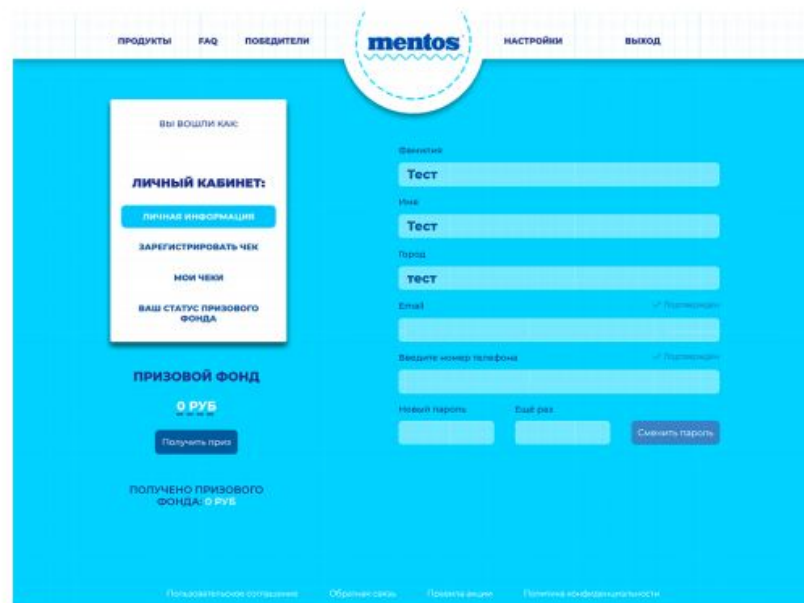 ПРОДУКТЫ FAQ ПОБЕДИТЕЛИ mentos НАСТРОЙКИ ВЫХОД
ВЫ ВОШЛИ КАК:
ЛИЧНЫЙ КАБИНЕТ:
ЛИЧНАЯ ИНФОРМАЦИЯ
ЗАРЕГИСТРИРОВАТЬ ЧЕК
МОИ ЧЕКИ
ВАШ СТАТУС ПРИЗОВОГО
ФОНДА
ПРИЗОВОЙ ФОНД
0 РУБ
Получить приз
ПОЛУЧЕНО ПРИЗОВОГО
ФОНДА: 0 РУБ
Фамилия
Тест
Имя
Тест
Город
тест
Email ✓ Подтвержден
Введите номер телефона ✓ Подтвержден
Новый пароль Ещё раз
Сменить пароль
Пользовательское соглашение Обратная связь Правила акции Политика конфиденциальности